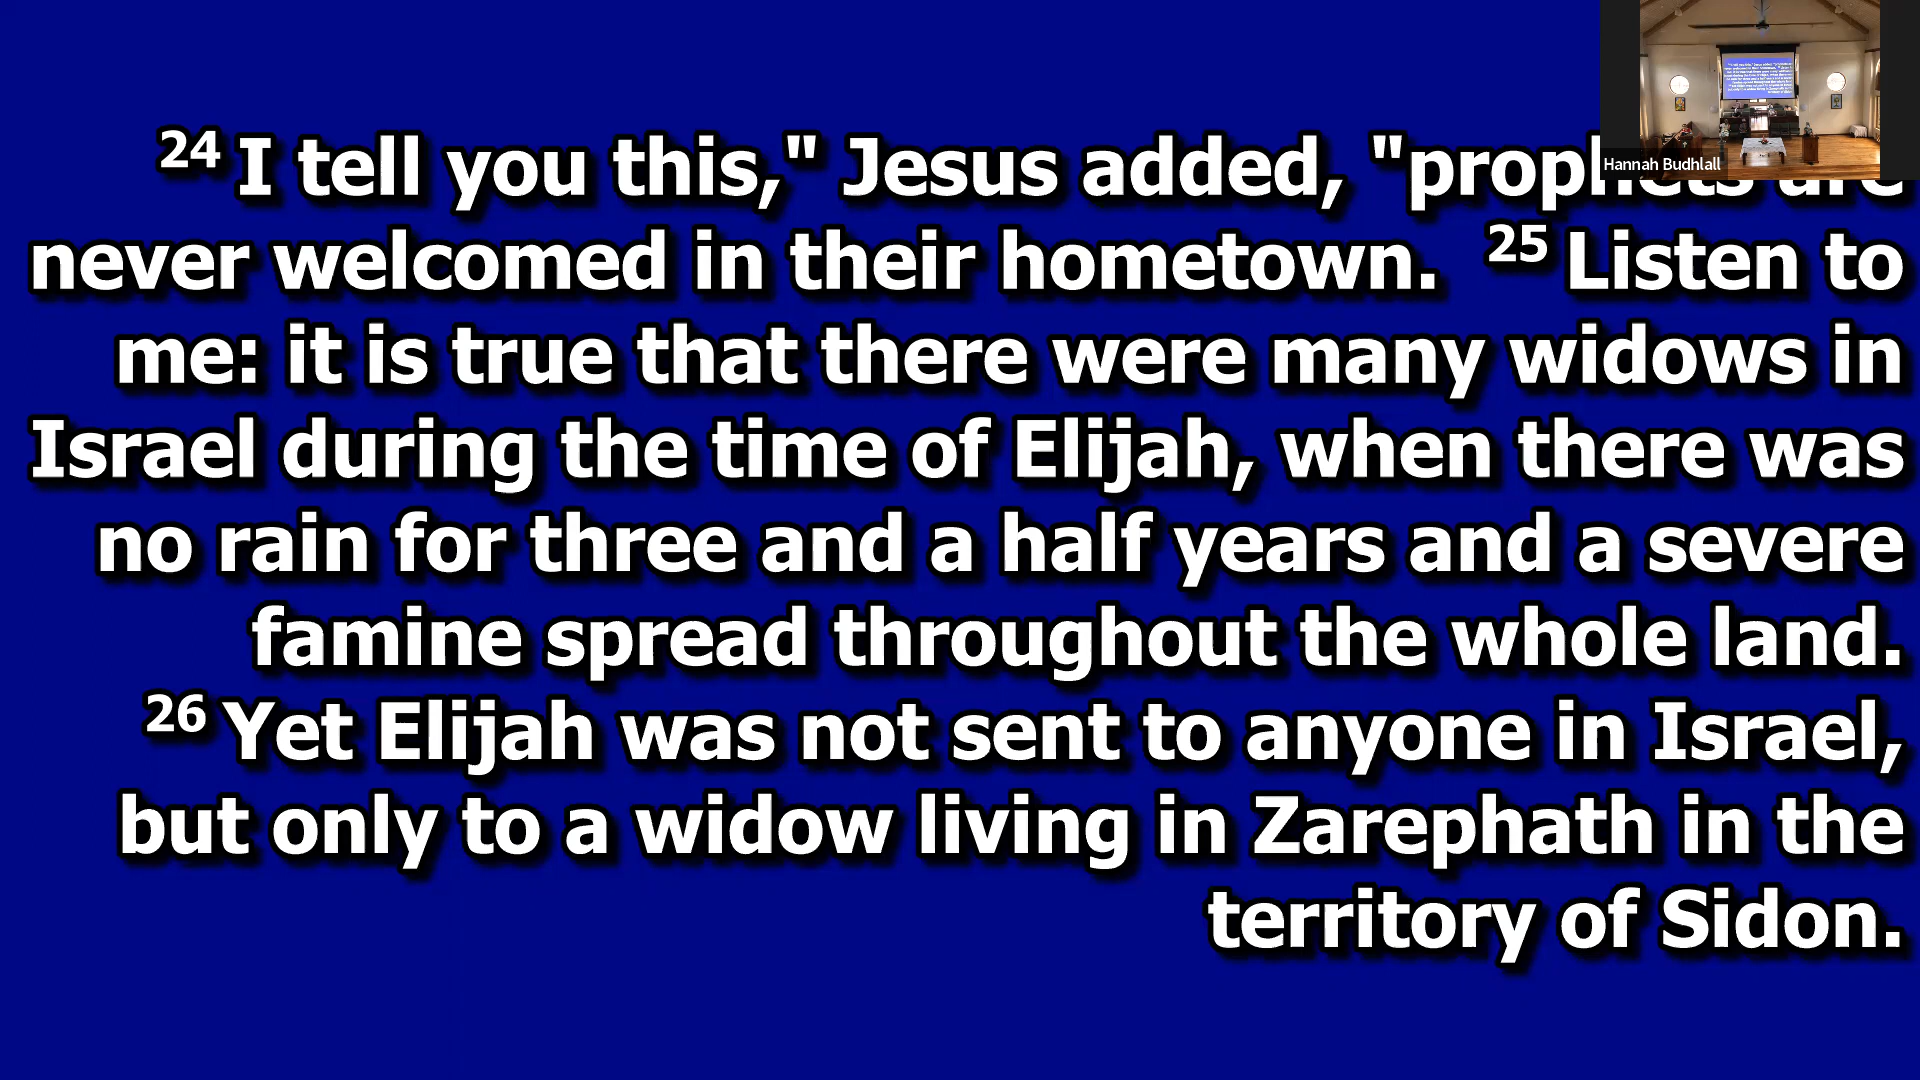 24 I tell you this," Jesus added, "prophets are
never welcomed in their hometown. 25 Listen to
me: it is true that there were many widows in
Israel during the time of Elijah, when there was
no rain for three and a half years and a severe
famine spread throughout the whole land.
26 Yet Elijah was not sent to anyone in Israel,
but only to a widow living in Zarephath in the
territory of Sidon.
Hannah Budhlall